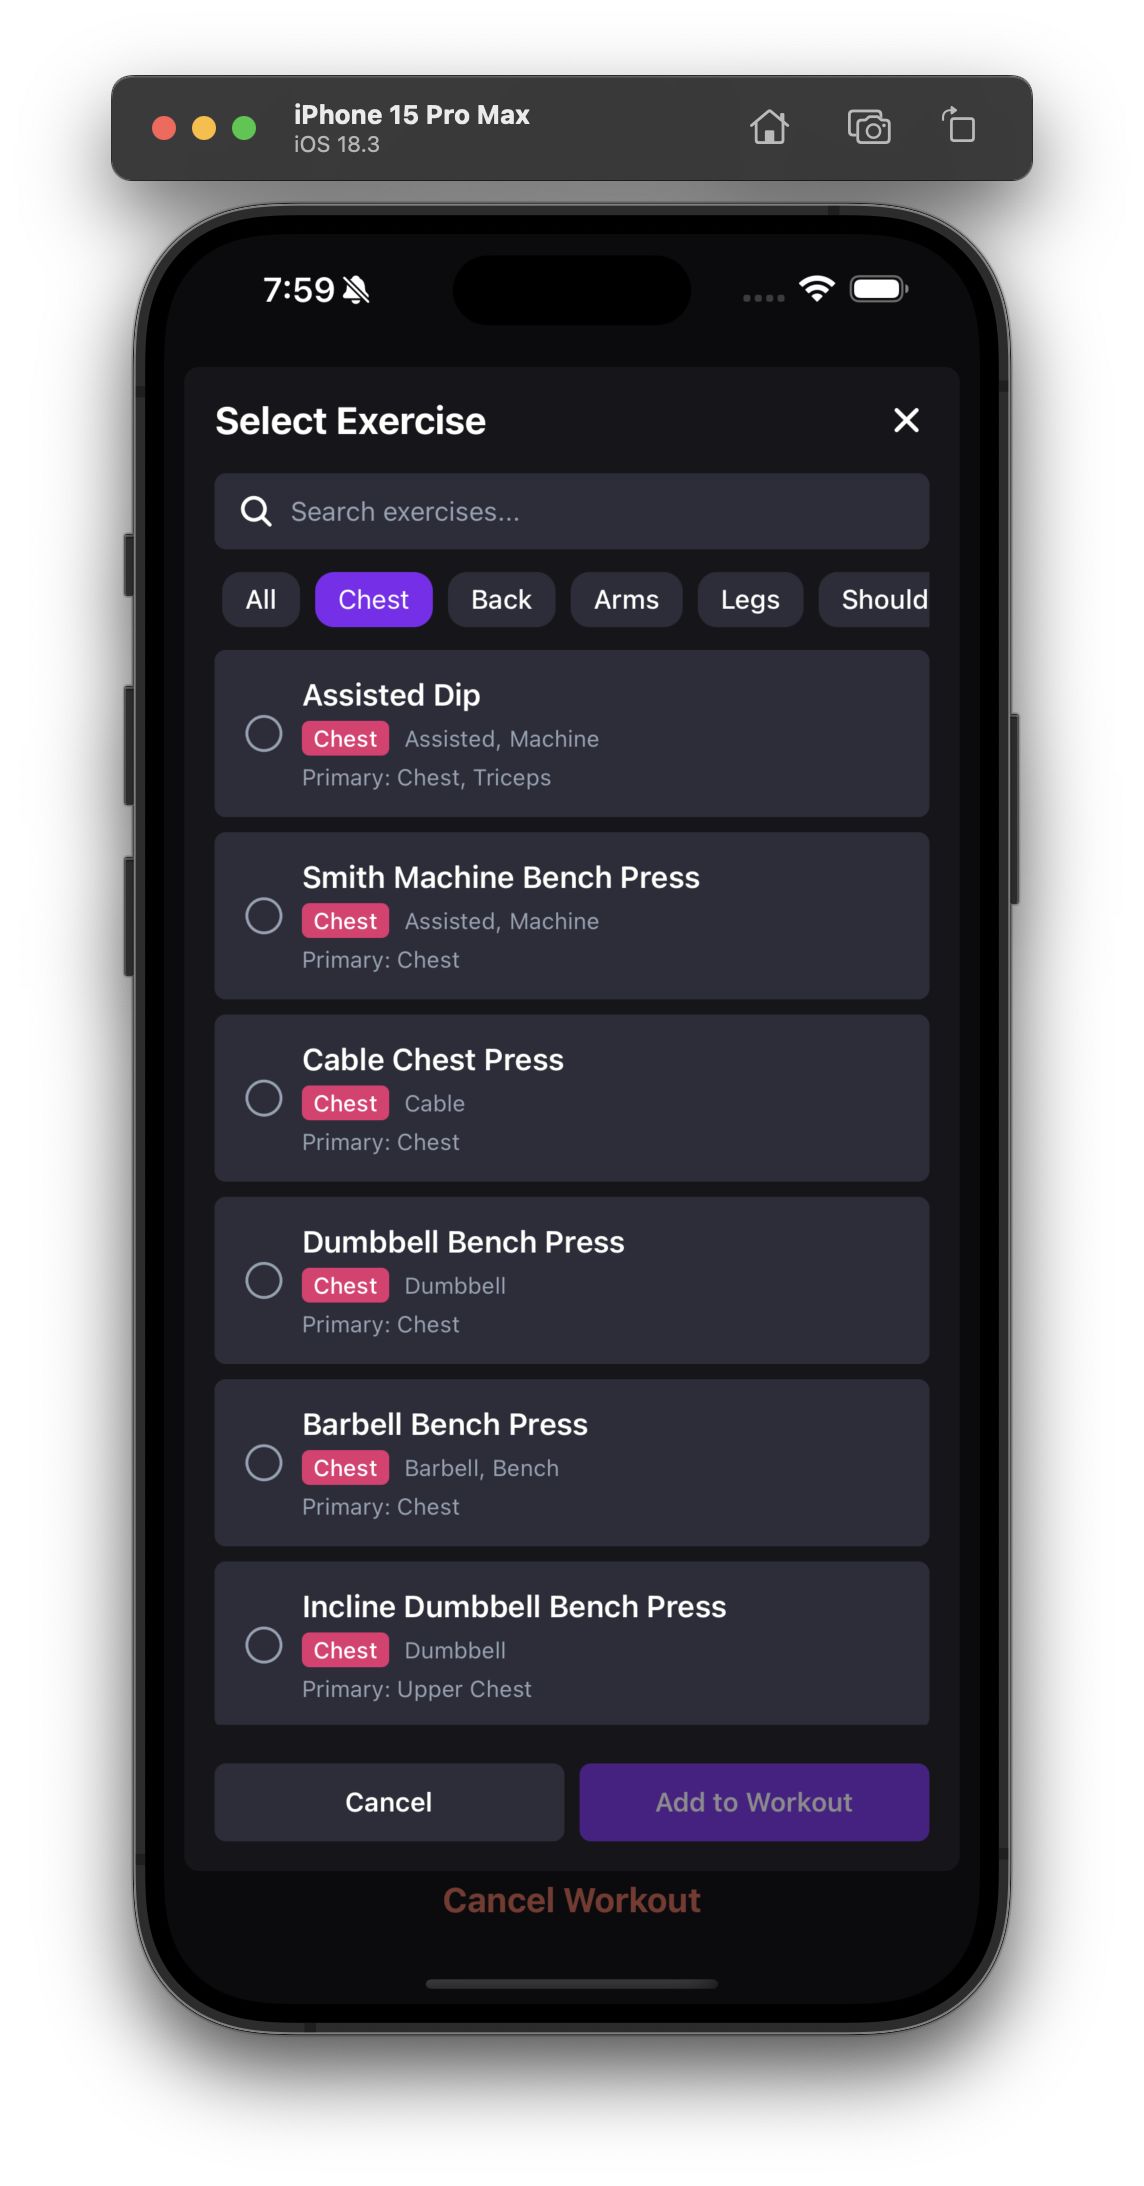 iPhone 15 Pro Max
iOS 18.3
7:59
Select Exercise
Search exercises...
All Chest Back Arms Legs Should
Assisted Dip
Chest Assisted, Machine
Primary: Chest, Triceps
Smith Machine Bench Press
Chest Assisted, Machine
Primary: Chest
Cable Chest Press
Chest Cable
Primary: Chest
Dumbbell Bench Press
Chest Dumbbell
Primary: Chest
Barbell Bench Press
Chest Barbell, Bench
Primary: Chest
Incline Dumbbell Bench Press
Chest Dumbbell
Primary: Upper Chest
Cancel Add to Workout
Cancel Workout